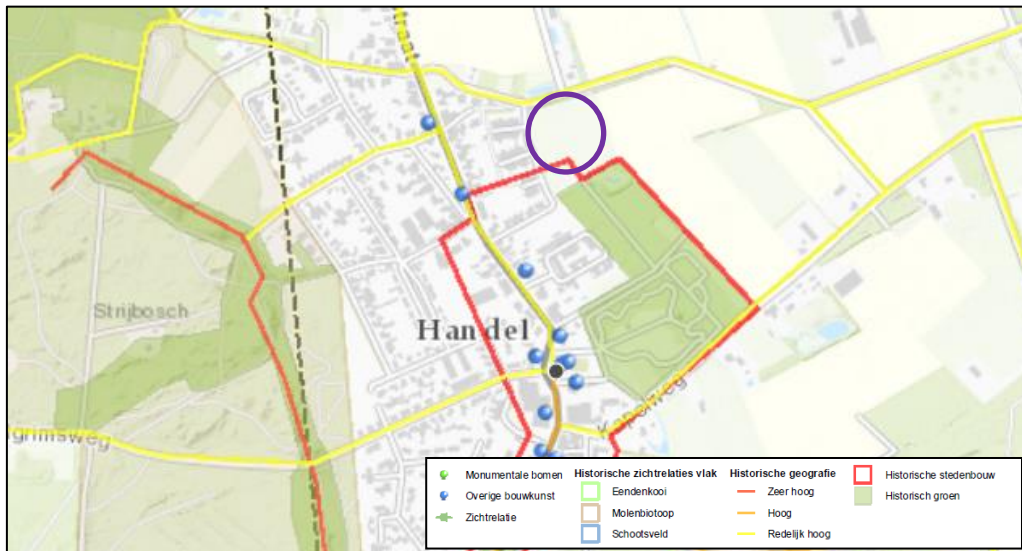 Strijbosch
Handel
Kapelweg
Monumentale bomen
Overige bouwkunst
Zichtrelatie
Historische zichtrelaties vlak
Eendenkooi
Molenbiotoop
Schootsveld
Historische geografie
Zeer hoog
Hoog
Redelijk hoog
Historische stedenbouw
Historisch groen